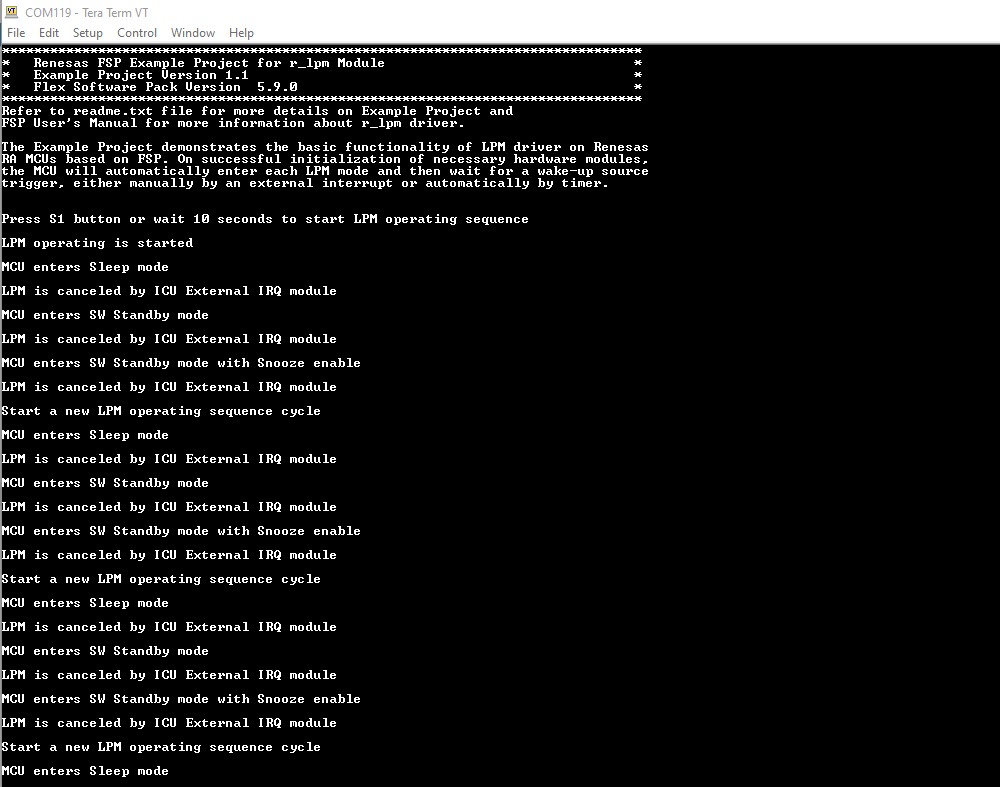 COM119 - Tera Term VT
File Edit Setup Control Window Help
********************************************************************************
*   Renesas FSP Example Project for r_lpm Module                               *
*   Example Project Version 1.1                                                *
*   Flex Software Pack Version  5.9.0                                          *
********************************************************************************
Refer to readme.txt file for more details on Example Project and
FSP User's Manual for more information about r_lpm driver.
The Example Project demonstrates the basic functionality of LPM driver on Renesas
RA MCUs based on FSP. On successful initialization of necessary hardware modules,
the MCU will automatically enter each LPM mode and then wait for a wake-up source
trigger, either manually by an external interrupt or automatically by timer.
Press S1 button or wait 10 seconds to start LPM operating sequence
LPM operating is started
MCU enters Sleep mode
LPM is canceled by ICU External IRQ module
MCU enters SW Standby mode
LPM is canceled by ICU External IRQ module
MCU enters SW Standby mode with Snooze enable
LPM is canceled by ICU External IRQ module
Start a new LPM operating sequence cycle
MCU enters Sleep mode
LPM is canceled by ICU External IRQ module
MCU enters SW Standby mode
LPM is canceled by ICU External IRQ module
MCU enters SW Standby mode with Snooze enable
LPM is canceled by ICU External IRQ module
Start a new LPM operating sequence cycle
MCU enters Sleep mode
LPM is canceled by ICU External IRQ module
MCU enters SW Standby mode
LPM is canceled by ICU External IRQ module
MCU enters SW Standby mode with Snooze enable
LPM is canceled by ICU External IRQ module
Start a new LPM operating sequence cycle
MCU enters Sleep mode